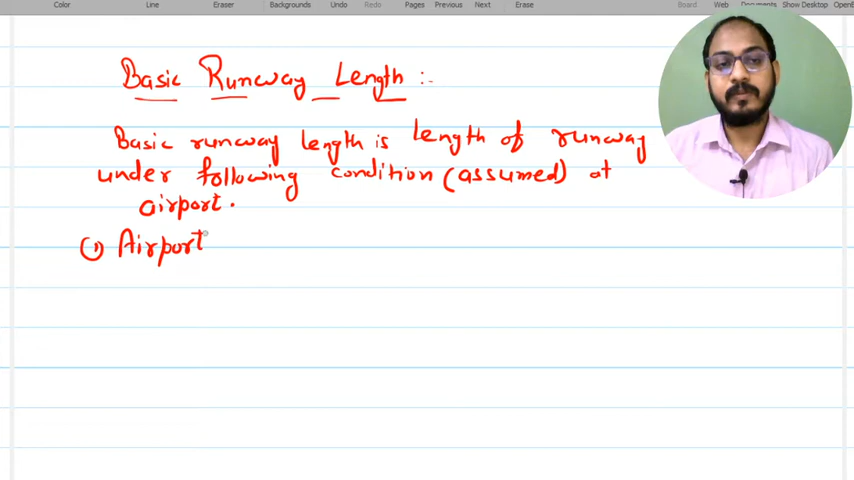 Color Line Eraser Backgrounds Undo Redo Pages Previous Next Erase Board Web Documents Show Desktop
Basic Runway Length :-
Basic runway length is Length of runway
under following condition (assumed) at
airport.
(1) Airport